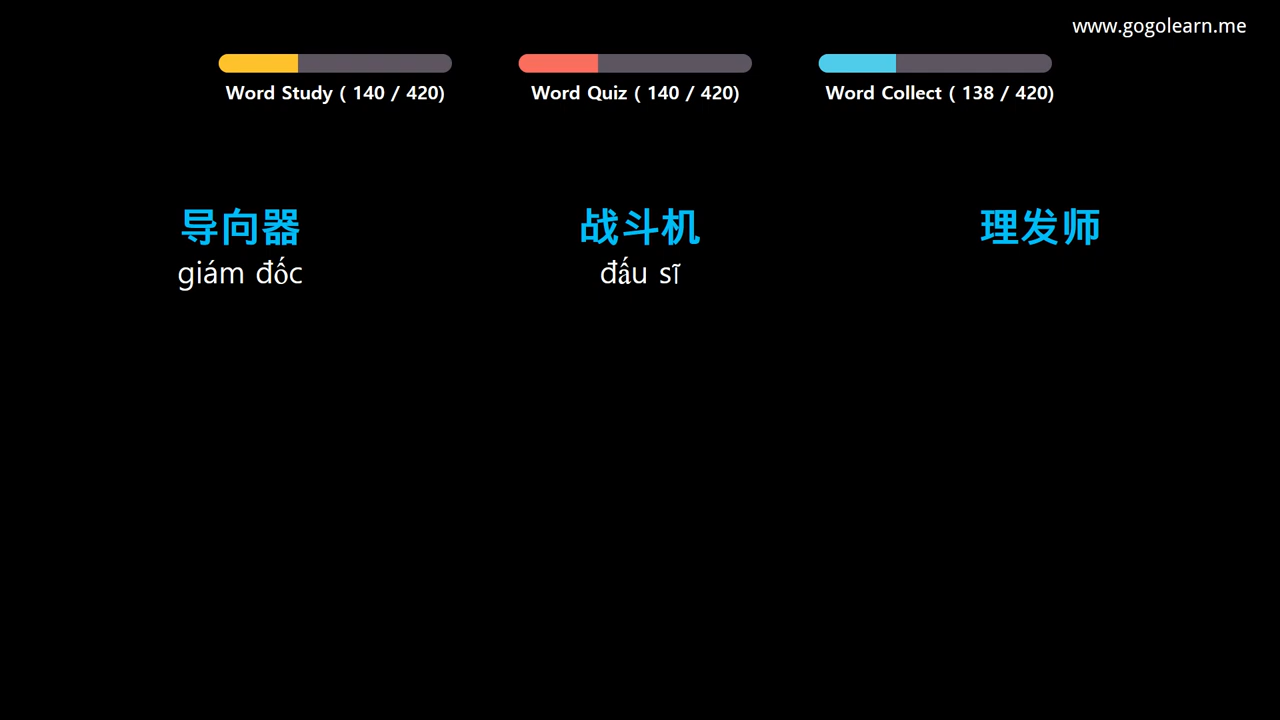 www.gogolearn.me
Word Study ( 140 / 420)
Word Quiz ( 140 / 420)
Word Collect ( 138 / 420)
导向器
战斗机
理发师
giám đốc
đấu sĩ